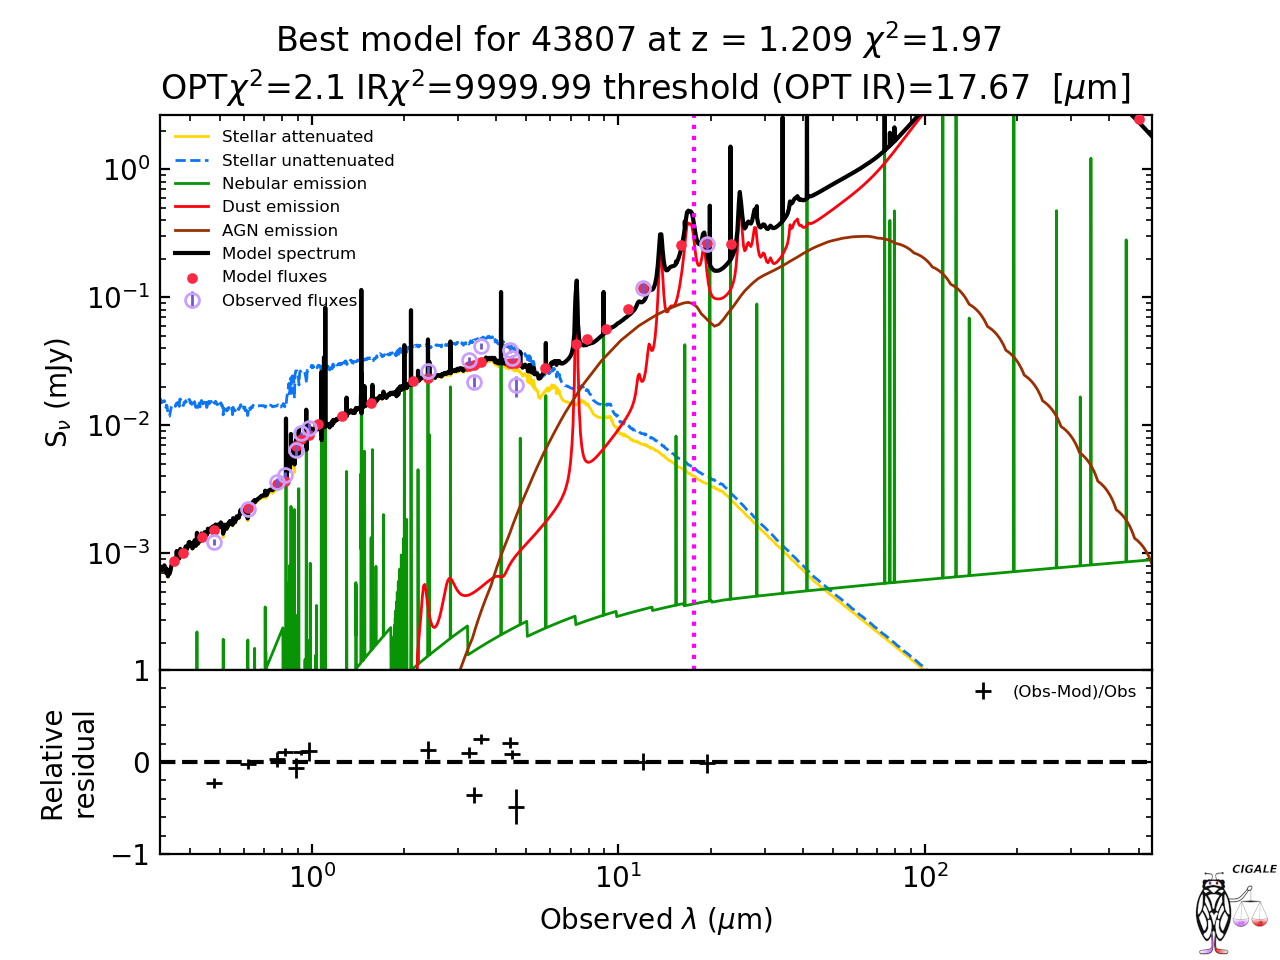 Best model for 43807 at z = 1.209 χ²=1.97
OPTχ²=2.1 IRχ²=9999.99 threshold (OPT IR)=17.67 [μm]
Stellar attenuated
Stellar unattenuated
Nebular emission
Dust emission
AGN emission
Model spectrum
Model fluxes
Observed fluxes
10⁰
10⁻¹
10⁻²
10⁻³
S_ν (mJy)
(Obs-Mod)/Obs
1
0
−1
Relative
residual
10⁰ 10¹ 10²
Observed λ (μm)
CIGALE